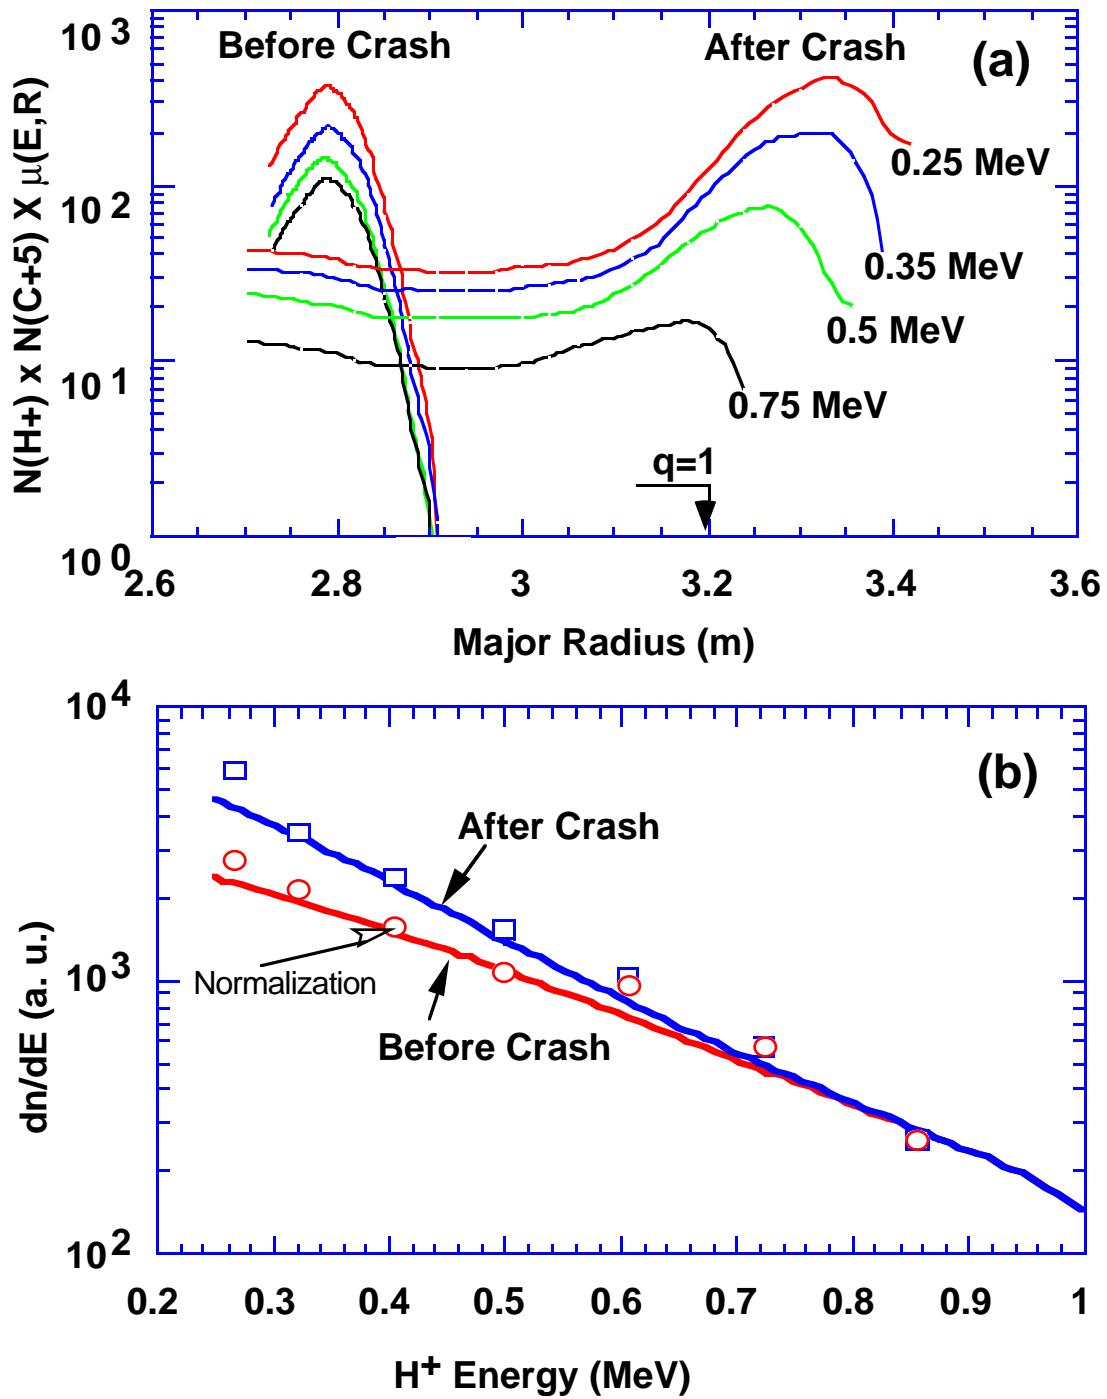 10 3
Before Crash
After Crash
(a)
0.25 MeV
10 2
0.35 MeV
0.5 MeV
10 1
0.75 MeV
q=1
10 0
N(H+) x N(C+5) X μ(E,R)
2.6 2.8 3 3.2 3.4 3.6
Major Radius (m)
10 4
(b)
After Crash
10 3
Normalization
Before Crash
10 2
dn/dE (a. u.)
0.2 0.3 0.4 0.5 0.6 0.7 0.8 0.9 1
H+ Energy (MeV)